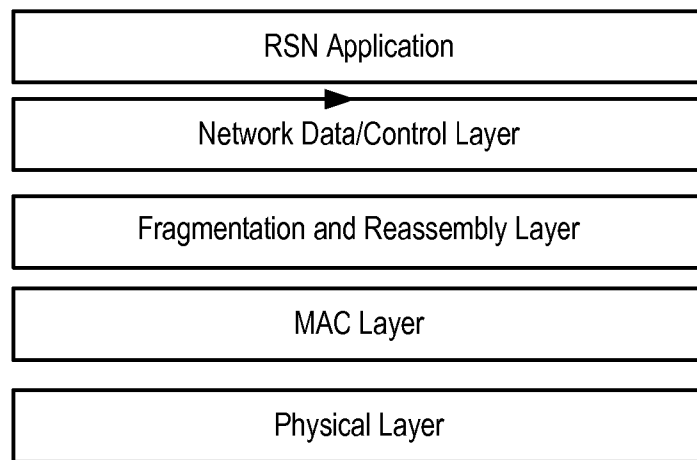 RSN Application
Network Data/Control Layer
Fragmentation and Reassembly Layer
MAC Layer
Physical Layer